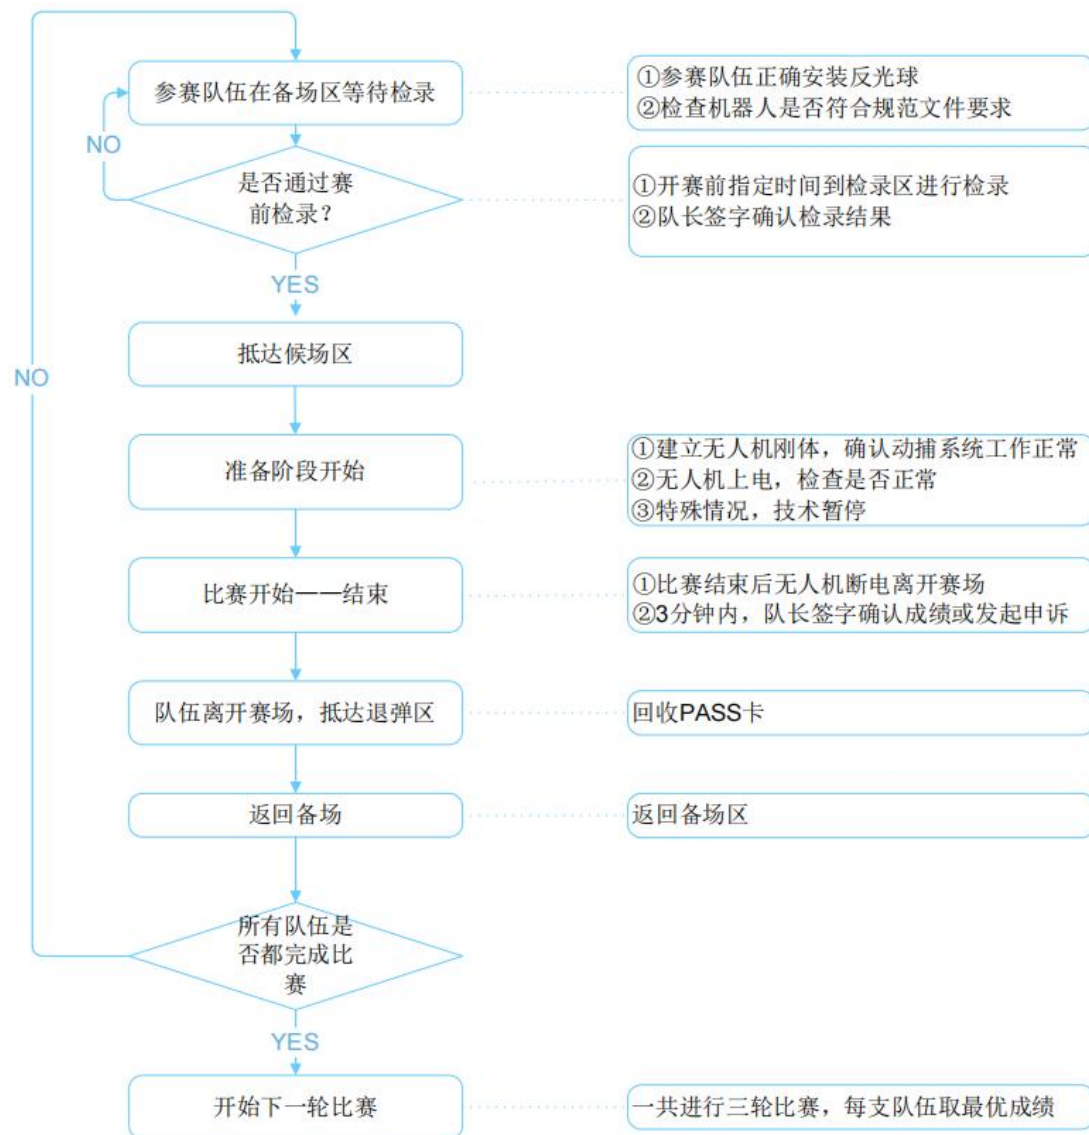 参赛队伍在备场区等待检录
①参赛队伍正确安装反光球
②检查机器人是否符合规范文件要求
NO
是否通过赛
前检录？
①开赛前指定时间到检录区进行检录
②队长签字确认检录结果
YES
抵达候场区
NO
准备阶段开始
①建立无人机刚体，确认动捕系统工作正常
②无人机上电，检查是否正常
③特殊情况，技术暂停
比赛开始——结束
①比赛结束后无人机断电离开赛场
②3分钟内，队长签字确认成绩或发起申诉
队伍离开赛场，抵达退弹区
回收PASS卡
返回备场
返回备场区
所有队伍是
否都完成比
赛
YES
开始下一轮比赛
一共进行三轮比赛，每支队伍取最优成绩